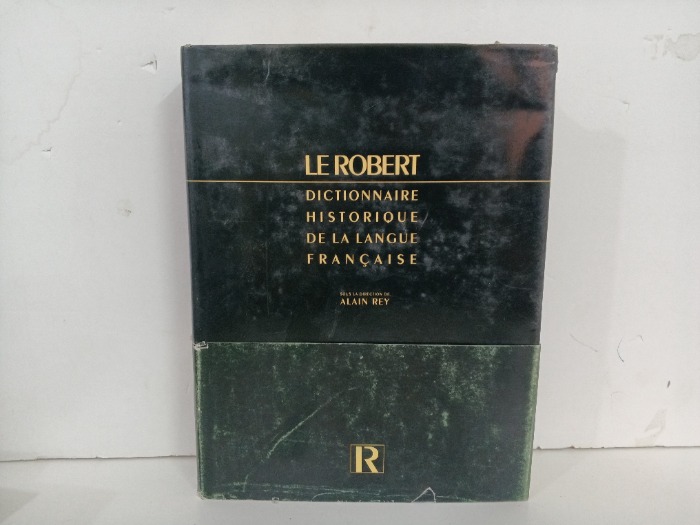 LE ROBERT
DICTIONNAIRE
HISTORIQUE
DE LA LANGUE
FRANÇAISE
SOUS LA DIRECTION DE
ALAIN REY
R